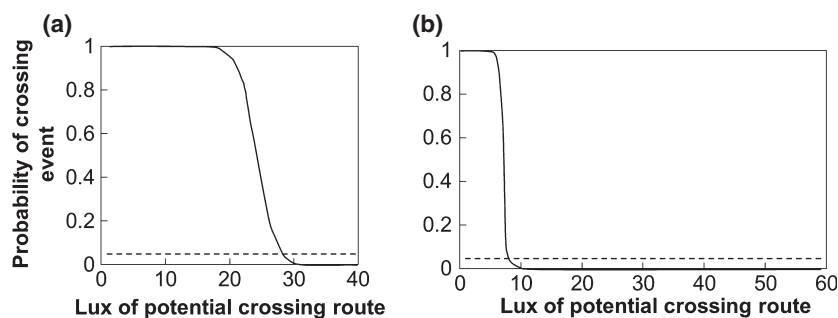 (a)
1
0.8
0.6
0.4
0.2
0
0 10 20 30 40
Lux of potential crossing route
Probability of crossing
event
(b)
1
0.8
0.6
0.4
0.2
0
0 10 20 30 40 50 60
Lux of potential crossing route